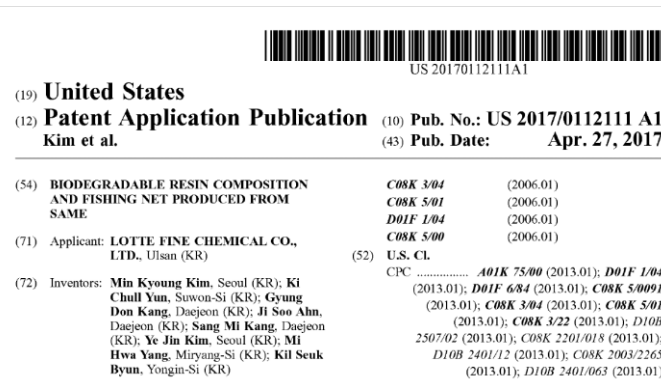 US 20170112111A1
(19) United States
(12) Patent Application Publication
Kim et al.
(10) Pub. No.: US 2017/0112111 A1
(43) Pub. Date: Apr. 27, 2017
(54) BIODEGRADABLE RESIN COMPOSITION
AND FISHING NET PRODUCED FROM
SAME
(71) Applicant: LOTTE FINE CHEMICAL CO.,
LTD., Ulsan (KR)
(72) Inventors: Min Kyoung Kim, Seoul (KR); Ki
Chull Yun, Suwon-Si (KR); Gyung
Don Kang, Daejeon (KR); Ji Soo Ahn,
Daejeon (KR); Sang Mi Kang, Daejeon
(KR); Ye Jin Kim, Seoul (KR); Mi
Hwa Yang, Miryang-Si (KR); Kil Seuk
Byun, Yongin-Si (KR)
C08K 3/04 (2006.01)
C08K 5/01 (2006.01)
D01F 1/04 (2006.01)
C08K 5/00 (2006.01)
(52) U.S. Cl.
CPC ................ A01K 75/00 (2013.01); D01F 1/04
(2013.01); D01F 6/84 (2013.01); C08K 5/0091
(2013.01); C08K 3/04 (2013.01); C08K 5/01
(2013.01); C08K 3/22 (2013.01); D10B
2507/02 (2013.01); C08K 2201/018 (2013.01);
D10B 2401/12 (2013.01); C08K 2003/2265
(2013.01); D10B 2401/063 (2013.01)